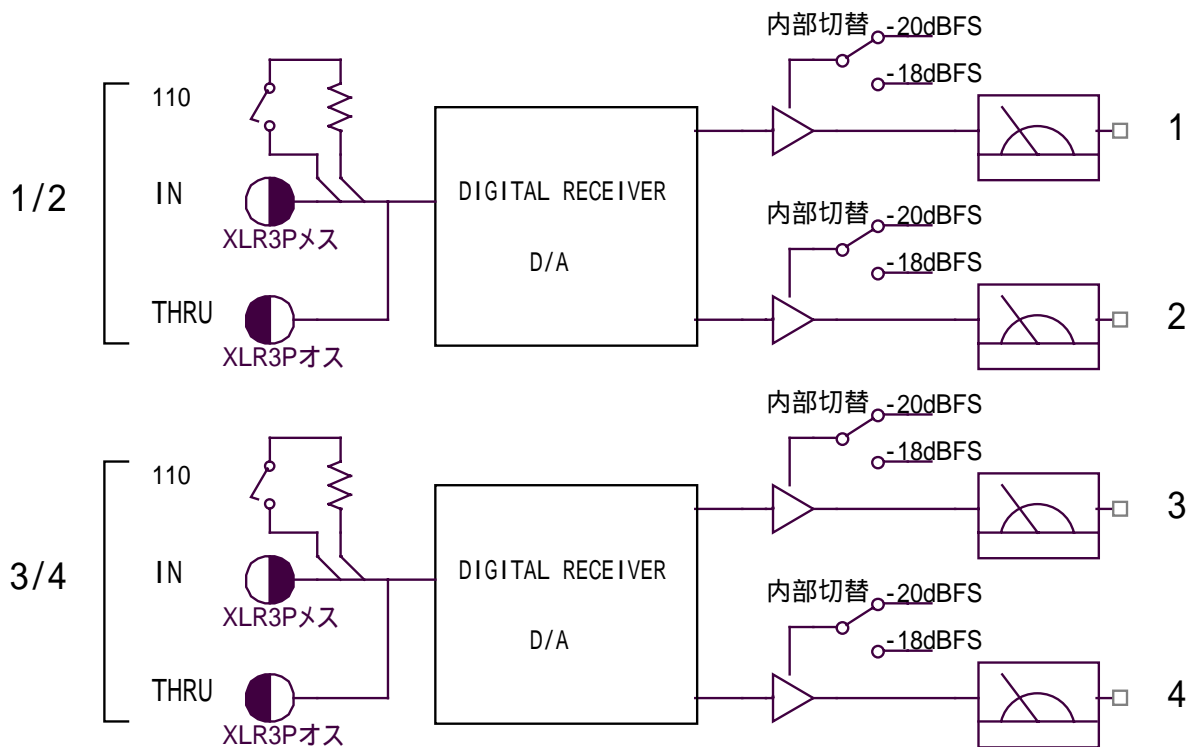 内部切替 -20dBFS
-18dBFS
110
1
1/2
IN
XLR3Pメス
DIGITAL RECEIVER
D/A
内部切替 -20dBFS
-18dBFS
THRU
XLR3Pオス
2
内部切替 -20dBFS
-18dBFS
110
3
3/4
IN
XLR3Pメス
DIGITAL RECEIVER
D/A
内部切替 -20dBFS
-18dBFS
THRU
XLR3Pオス
4